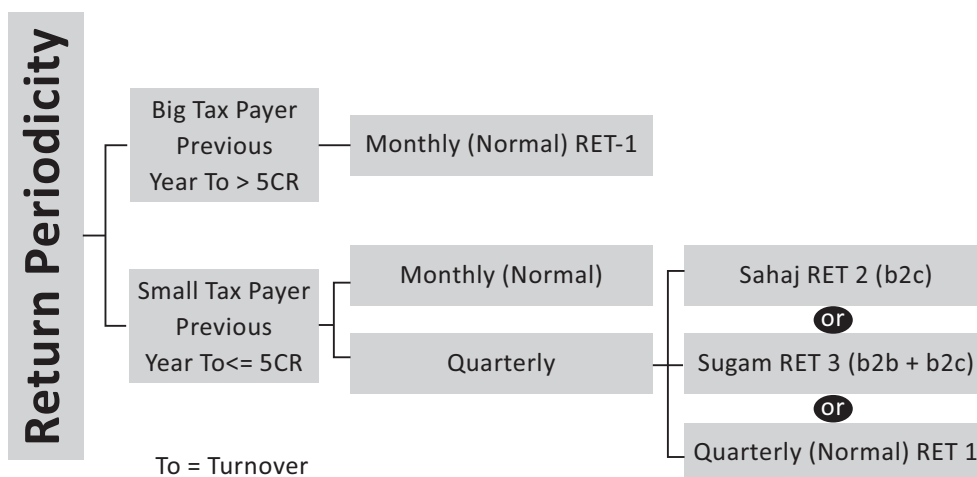 Return Periodicity
Big Tax Payer
Previous
Year To > 5CR
Monthly (Normal) RET-1
Small Tax Payer
Previous
Year To<= 5CR
Monthly (Normal)
Quarterly
Sahaj RET 2 (b2c)
or
Sugam RET 3 (b2b + b2c)
or
Quarterly (Normal) RET 1
To = Turnover